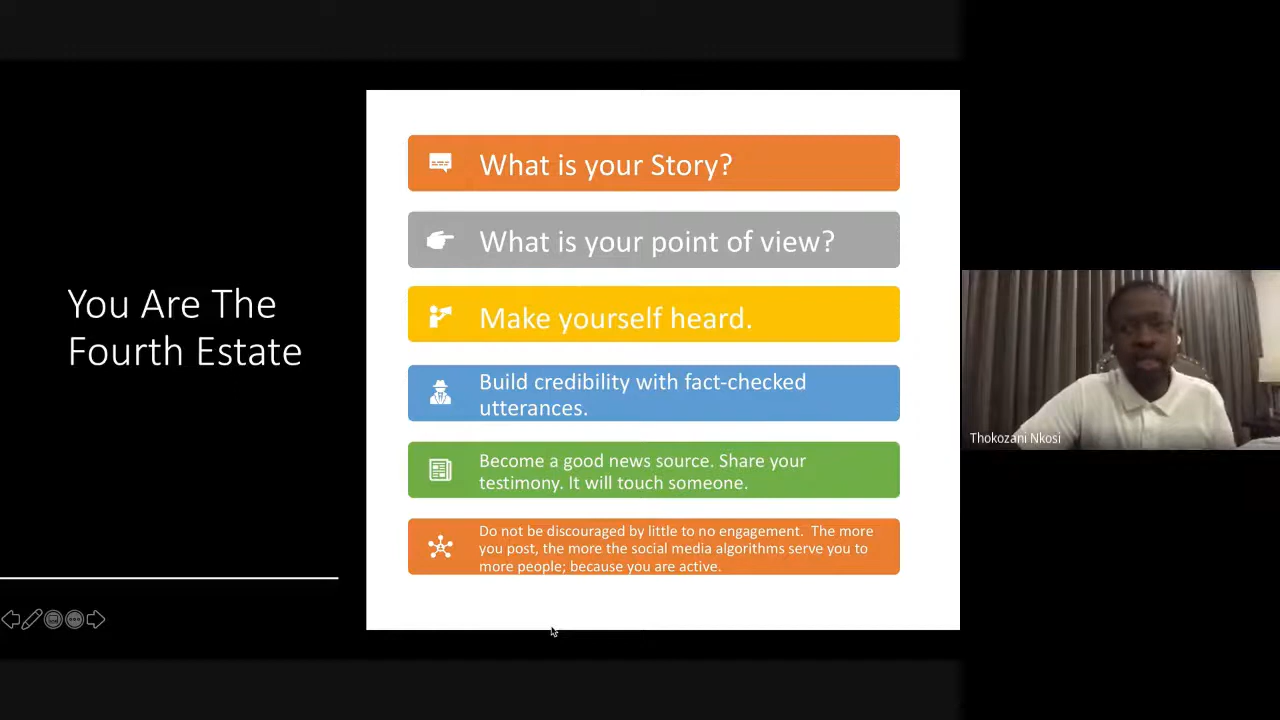 You Are The
Fourth Estate
What is your Story?
What is your point of view?
Make yourself heard.
Build credibility with fact-checked
utterances.
Become a good news source. Share your
testimony. It will touch someone.
Do not be discouraged by little to no engagement.  The more
you post, the more the social media algorithms serve you to
more people; because you are active.
Thokozani Nkosi